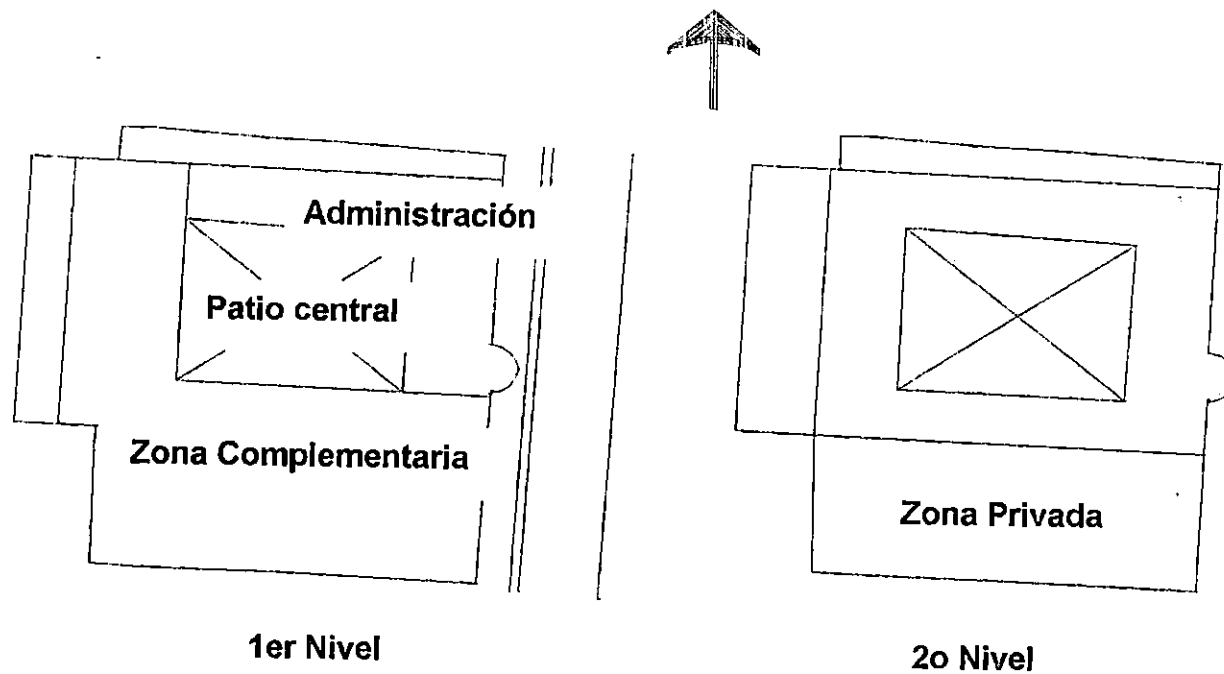 Administración
Patio central
Zona Complementaria
1er Nivel
Zona Privada
2o Nivel